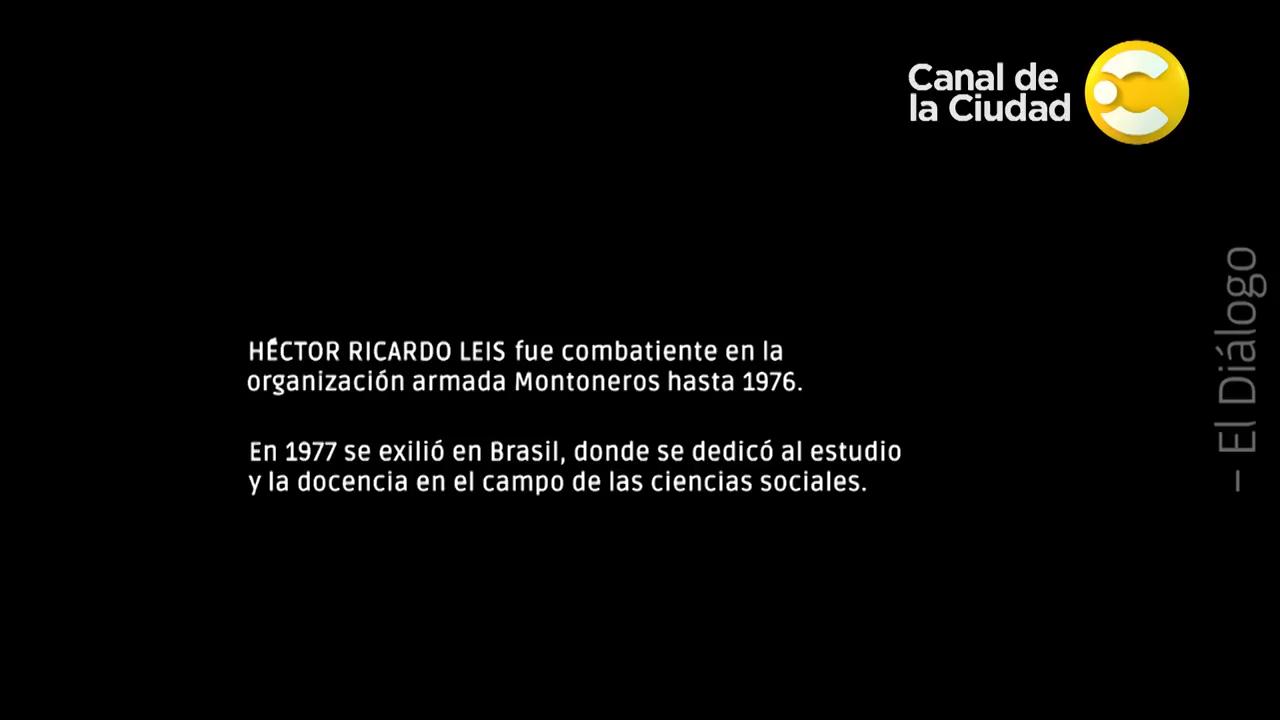 Canal de
la Ciudad
HÉCTOR RICARDO LEIS fue combatiente en la
organización armada Montoneros hasta 1976.
En 1977 se exilió en Brasil, donde se dedicó al estudio
y la docencia en el campo de las ciencias sociales.
– El Diálogo